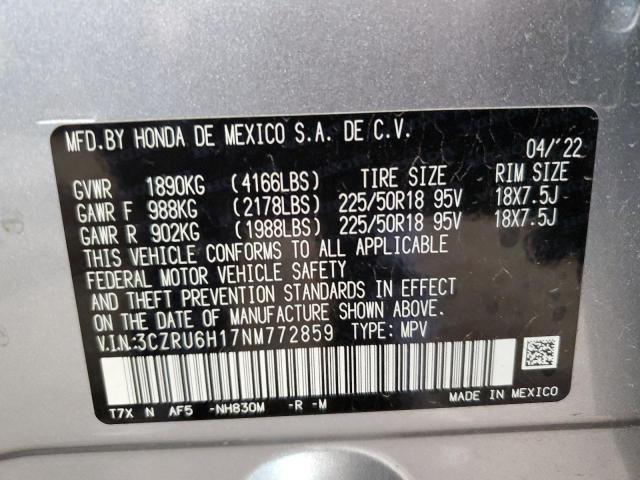 MFD.BY HONDA DE MEXICO S.A. DE C.V. 04/'22
GVWR 1890KG (4166LBS) TIRE SIZE RIM SIZE
GAWR F 988KG (2178LBS) 225/50R18 95V 18X7.5J
GAWR R 902KG (1988LBS) 225/50R18 95V 18X7.5J
THIS VEHICLE CONFORMS TO ALL APPLICABLE
FEDERAL MOTOR VEHICLE SAFETY
AND THEFT PREVENTION STANDARDS IN EFFECT
ON THE DATE OF MANUFACTURE SHOWN ABOVE.
V.I.N:3CZRU6H17NM772859 TYPE: MPV
T7X N AF5 -NH830M -R -M MADE IN MEXICO